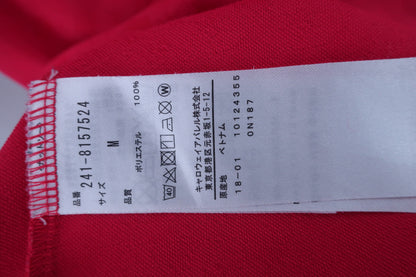 品番
241-8157524
サイズ
M
品質
ポリエステル 100%
40
キャロウェイアパレル株式会社
東京都港区元赤坂1-5-12
原産地
ベトナム
18-01 10124355
0N187